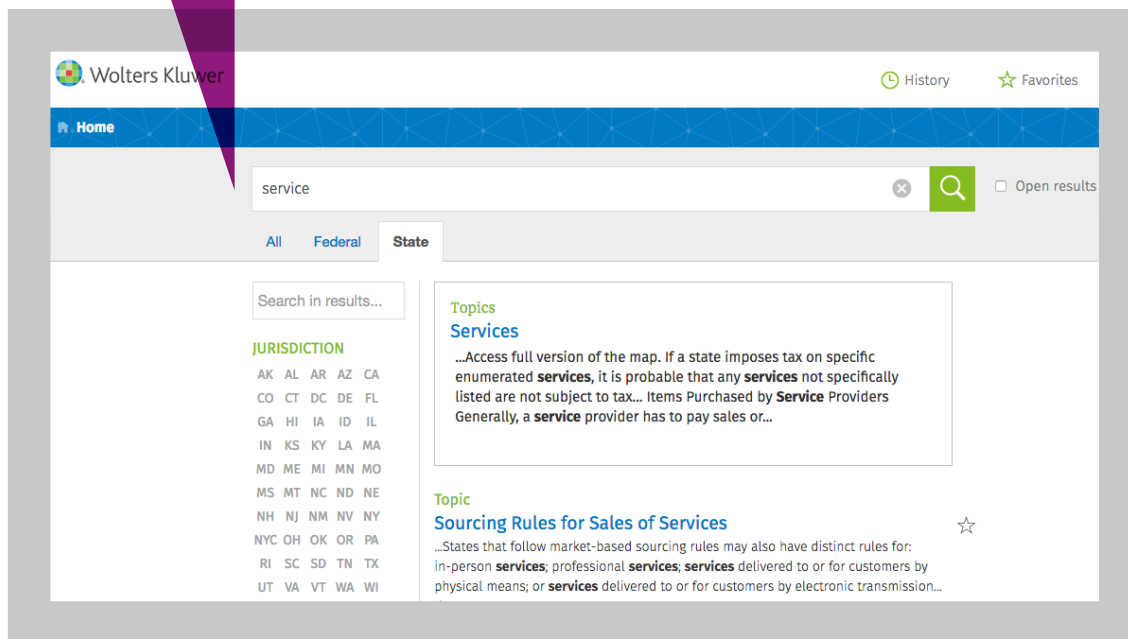 Wolters Kluwer
History
Favorites
Home
service
Open results
All Federal State
Search in results...
JURISDICTION
AK AL AR AZ CA
CO CT DC DE FL
GA HI IA ID IL
IN KS KY LA MA
MD ME MI MN MO
MS MT NC ND NE
NH NJ NM NV NY
NYC OH OK OR PA
RI SC SD TN TX
UT VA VT WA WI
Topics
Services
...Access full version of the map. If a state imposes tax on specific
enumerated services, it is probable that any services not specifically
listed are not subject to tax... Items Purchased by Service Providers
Generally, a service provider has to pay sales or...
Topic
Sourcing Rules for Sales of Services
...States that follow market-based sourcing rules may also have distinct rules for:
in-person services; professional services; services delivered to or for customers by
physical means; or services delivered to or for customers by electronic transmission...